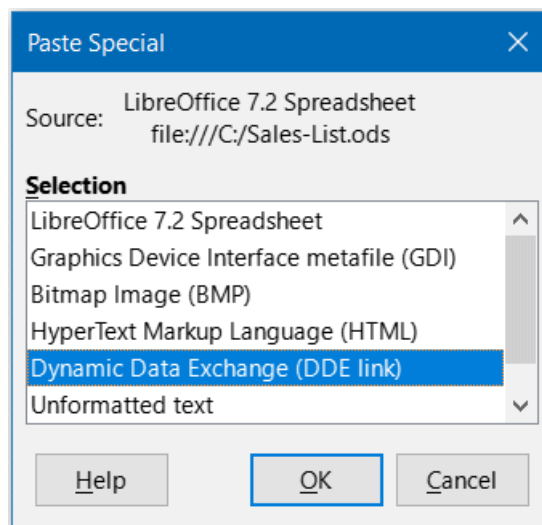 Paste Special
Source:
LibreOffice 7.2 Spreadsheet
file:///C:/Sales-List.ods
Selection
LibreOffice 7.2 Spreadsheet
Graphics Device Interface metafile (GDI)
Bitmap Image (BMP)
HyperText Markup Language (HTML)
Dynamic Data Exchange (DDE link)
Unformatted text
Help
OK
Cancel